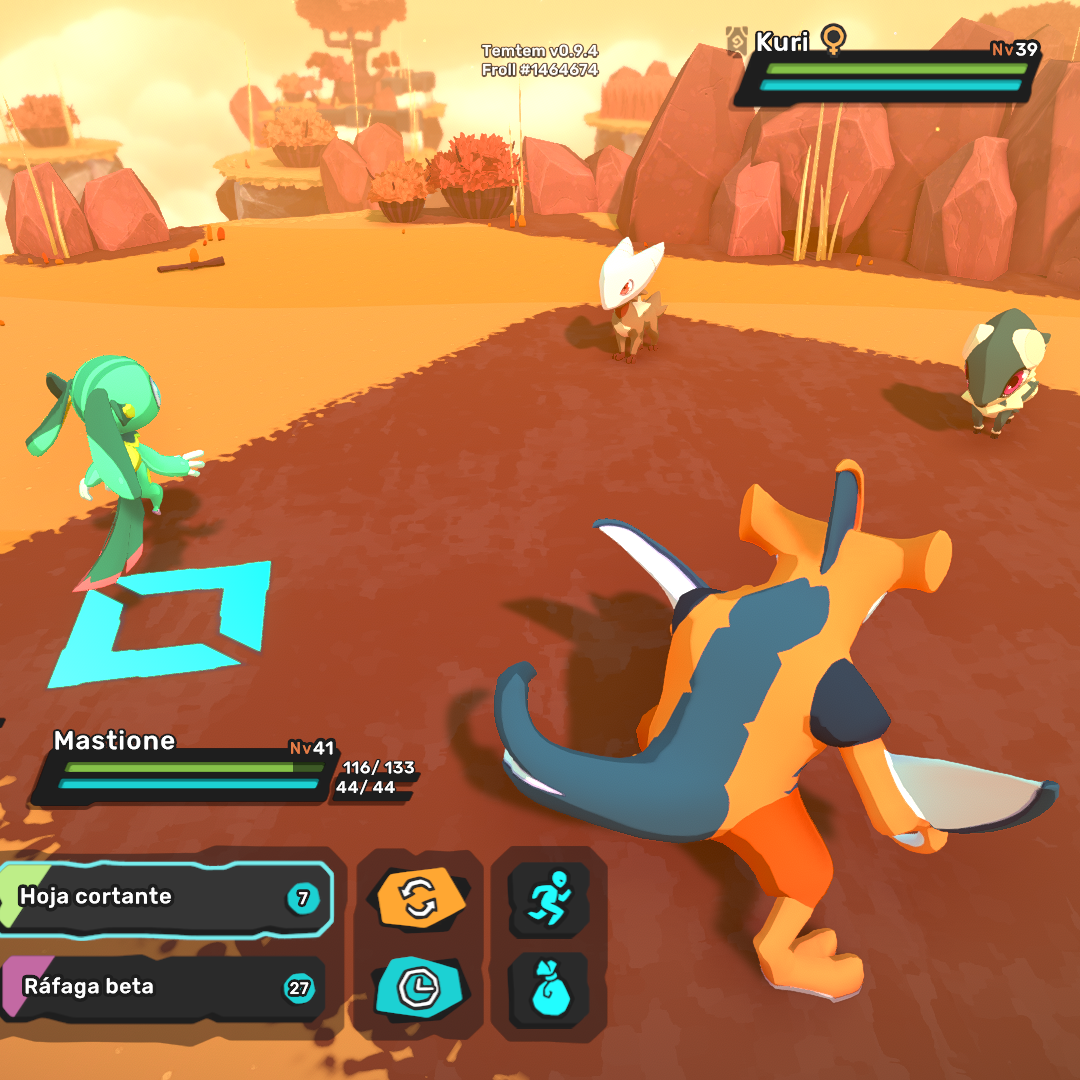 Temtem v0.9.4
Froll #1464674
Kuri
Nv39
Mastione
Nv41
116/133
44/44
Hoja cortante
7
Ráfaga beta
27